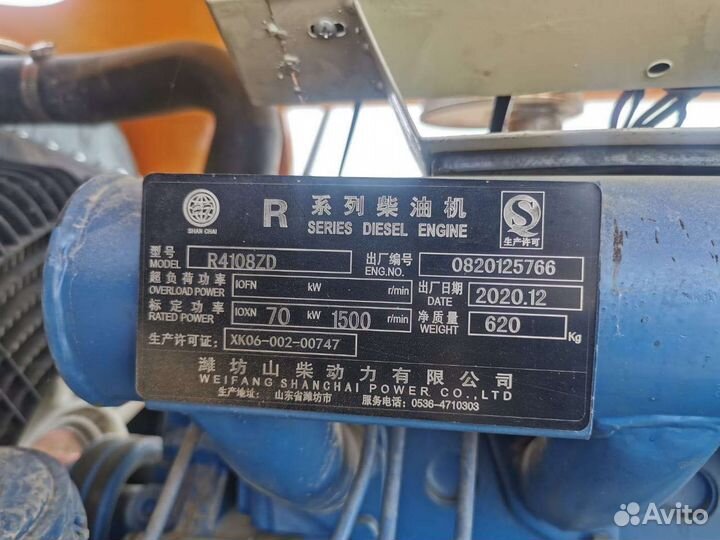 SHAN CHAI
R 系列柴油机
SERIES DIESEL ENGINE
生产许可
型号 R4108ZD 出厂编号 0820125766
MODEL ENG.NO.
超负荷功率 IOFN kW r/min 出厂日期 2020.12
OVERLOAD POWER DATE
标定功率 IOXN 70 kW 1500 r/min 净质量 620 Kg
RATED POWER WEIGHT
生产许可证: XK06-002-00747
潍坊山柴动力有限公司
WEIFANG SHANCHAI POWER CO.,LTD
生产地址: 山东省潍坊市 服务电话:0536-4710303
Avito